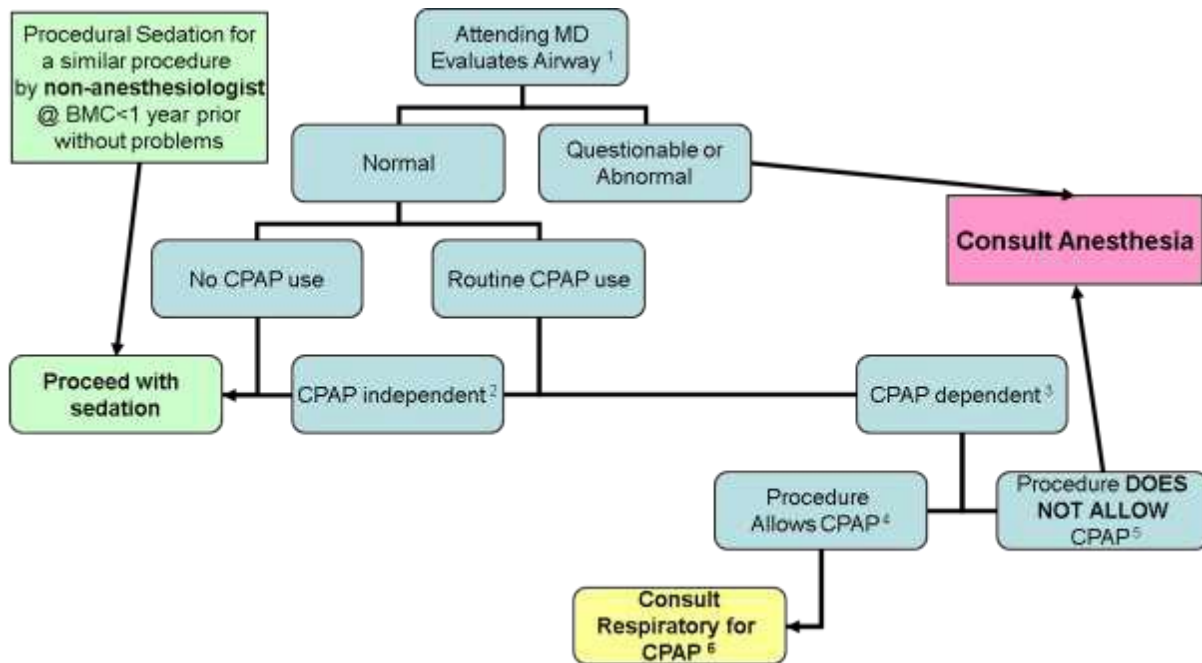 Procedural Sedation for
a similar procedure
by non-anesthesiologist
@ BMC<1 year prior
without problems
Attending MD
Evaluates Airway 1
Normal
Questionable or
Abnormal
Consult Anesthesia
No CPAP use
Routine CPAP use
Proceed with
sedation
CPAP independent 2
CPAP dependent 3
Procedure
Allows CPAP 4
Procedure DOES
NOT ALLOW
CPAP 5
Consult
Respiratory for
CPAP 6